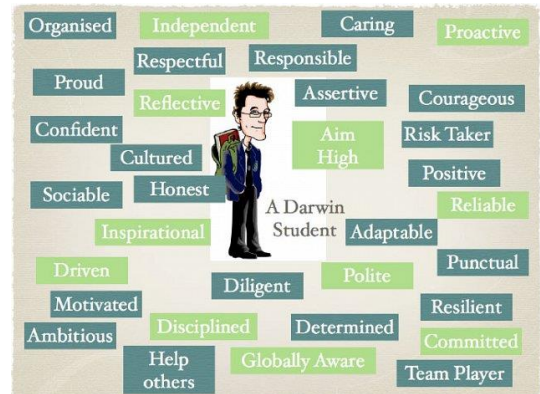 Organised
Independent
Caring
Proactive
Respectful
Responsible
Proud
Reflective
Assertive
Courageous
Confident
Aim
High
Risk Taker
Cultured
Positive
Sociable
Honest
Reliable
A Darwin
Student
Inspirational
Adaptable
Driven
Diligent
Polite
Punctual
Motivated
Resilient
Ambitious
Disciplined
Determined
Committed
Help
others
Globally Aware
Team Player